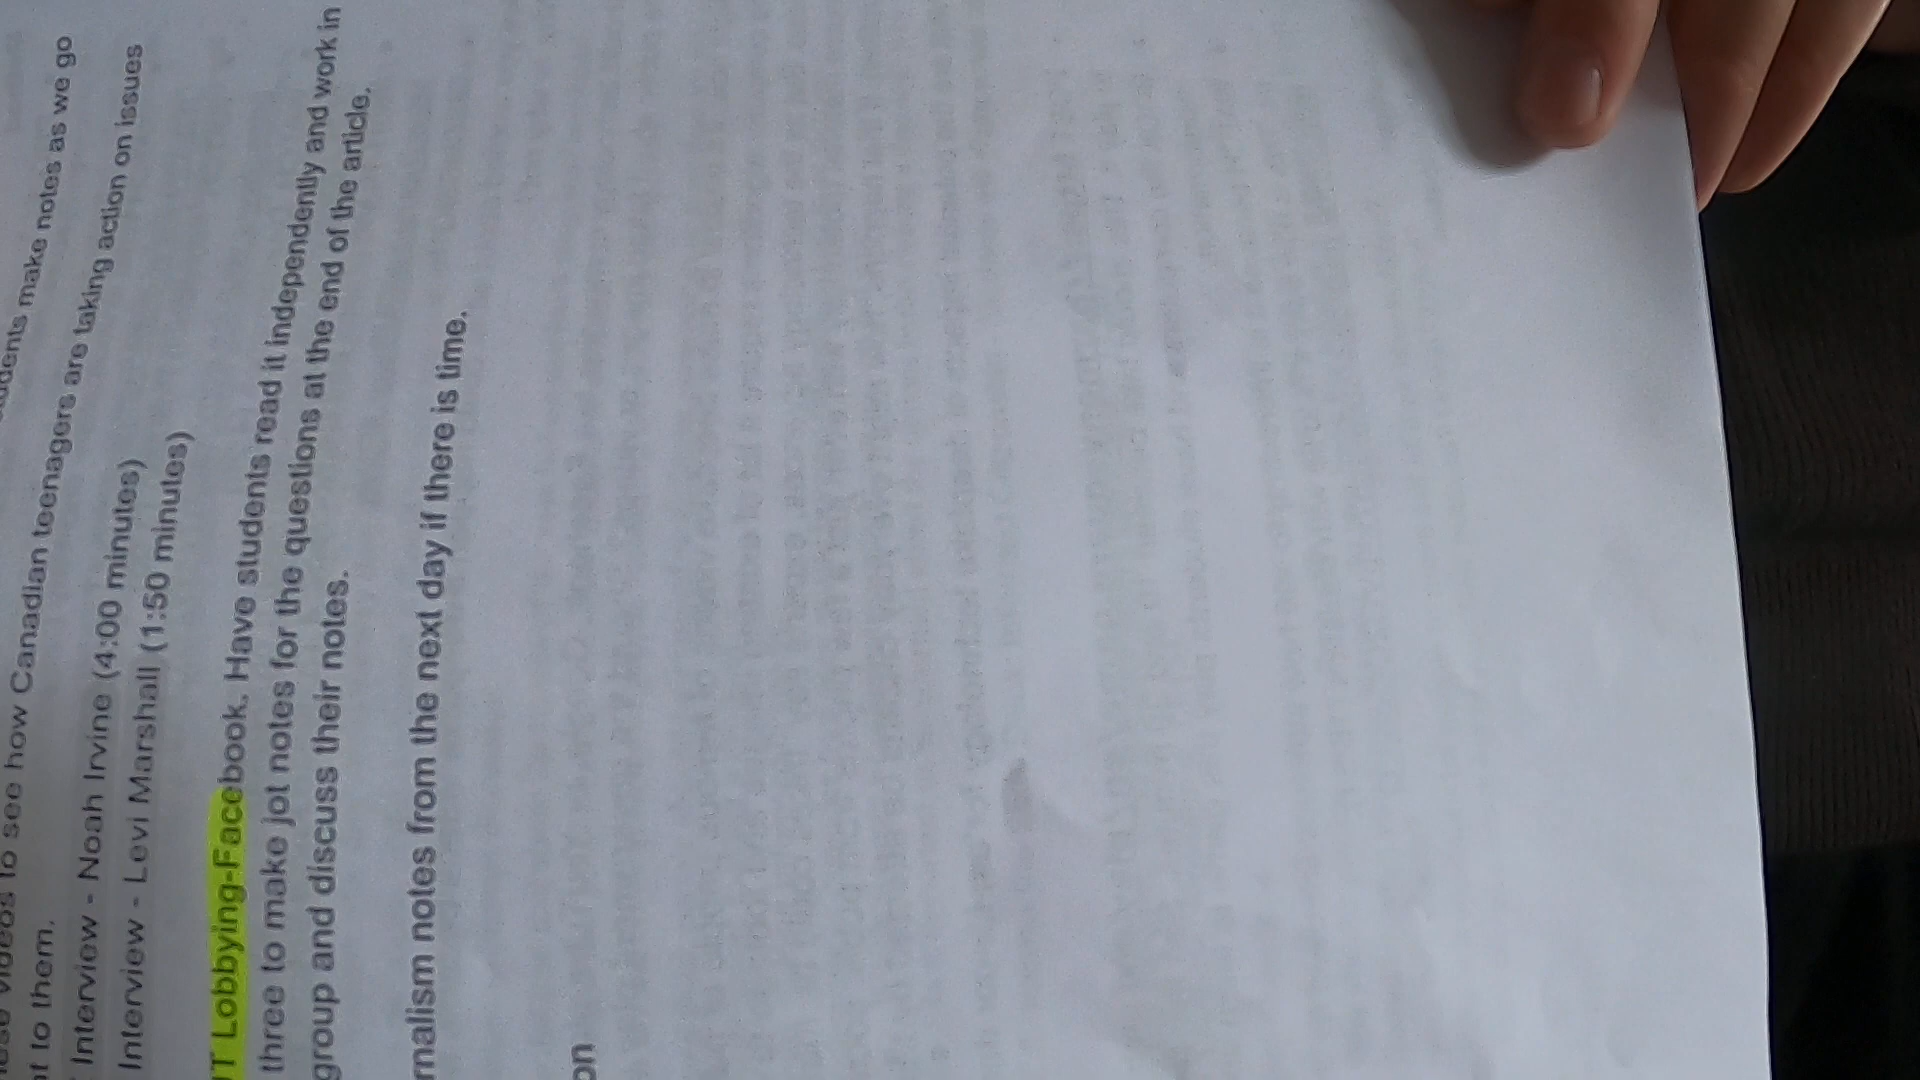 students make notes as we go
videos to see how Canadian teenagers are taking action on issues
to them.
Interview - Noah Irvine (4:00 minutes)
Interview - Levi Marshall (1:50 minutes)
T Lobbying-Facebook. Have students read it independently and work in
three to make jot notes for the questions at the end of the article.
group and discuss their notes.
rnalism notes from the next day if there is time.
on